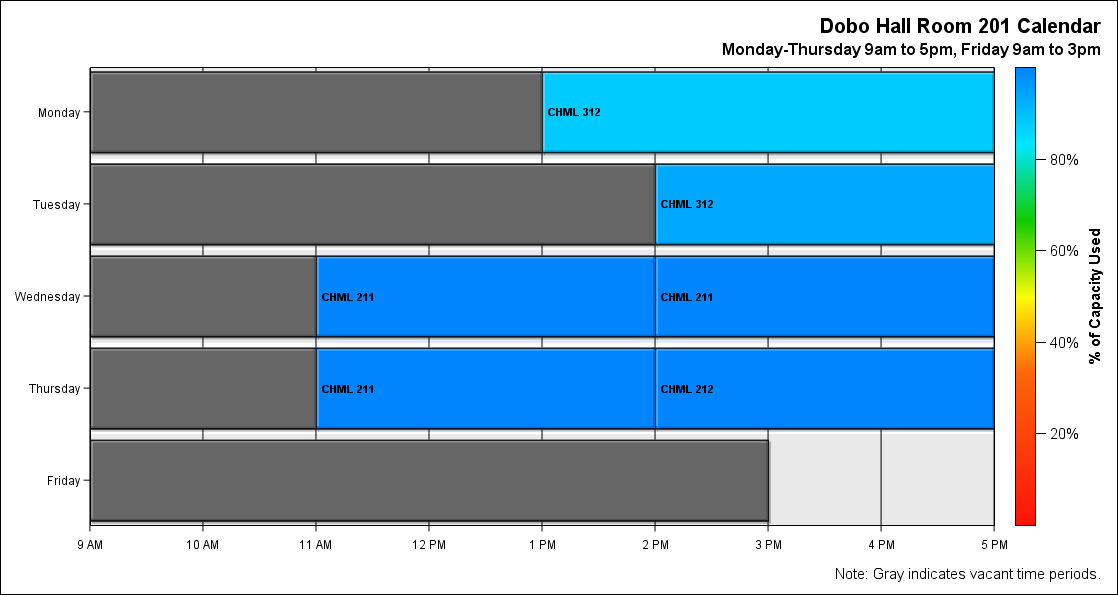 Dobo Hall Room 201 Calendar
Monday-Thursday 9am to 5pm, Friday 9am to 3pm
Monday
CHML 312
Tuesday
CHML 312
Wednesday
CHML 211
CHML 211
Thursday
CHML 211
CHML 212
Friday
9 AM
10 AM
11 AM
12 PM
1 PM
2 PM
3 PM
4 PM
5 PM
80%
60%
40%
20%
% of Capacity Used
Note: Gray indicates vacant time periods.